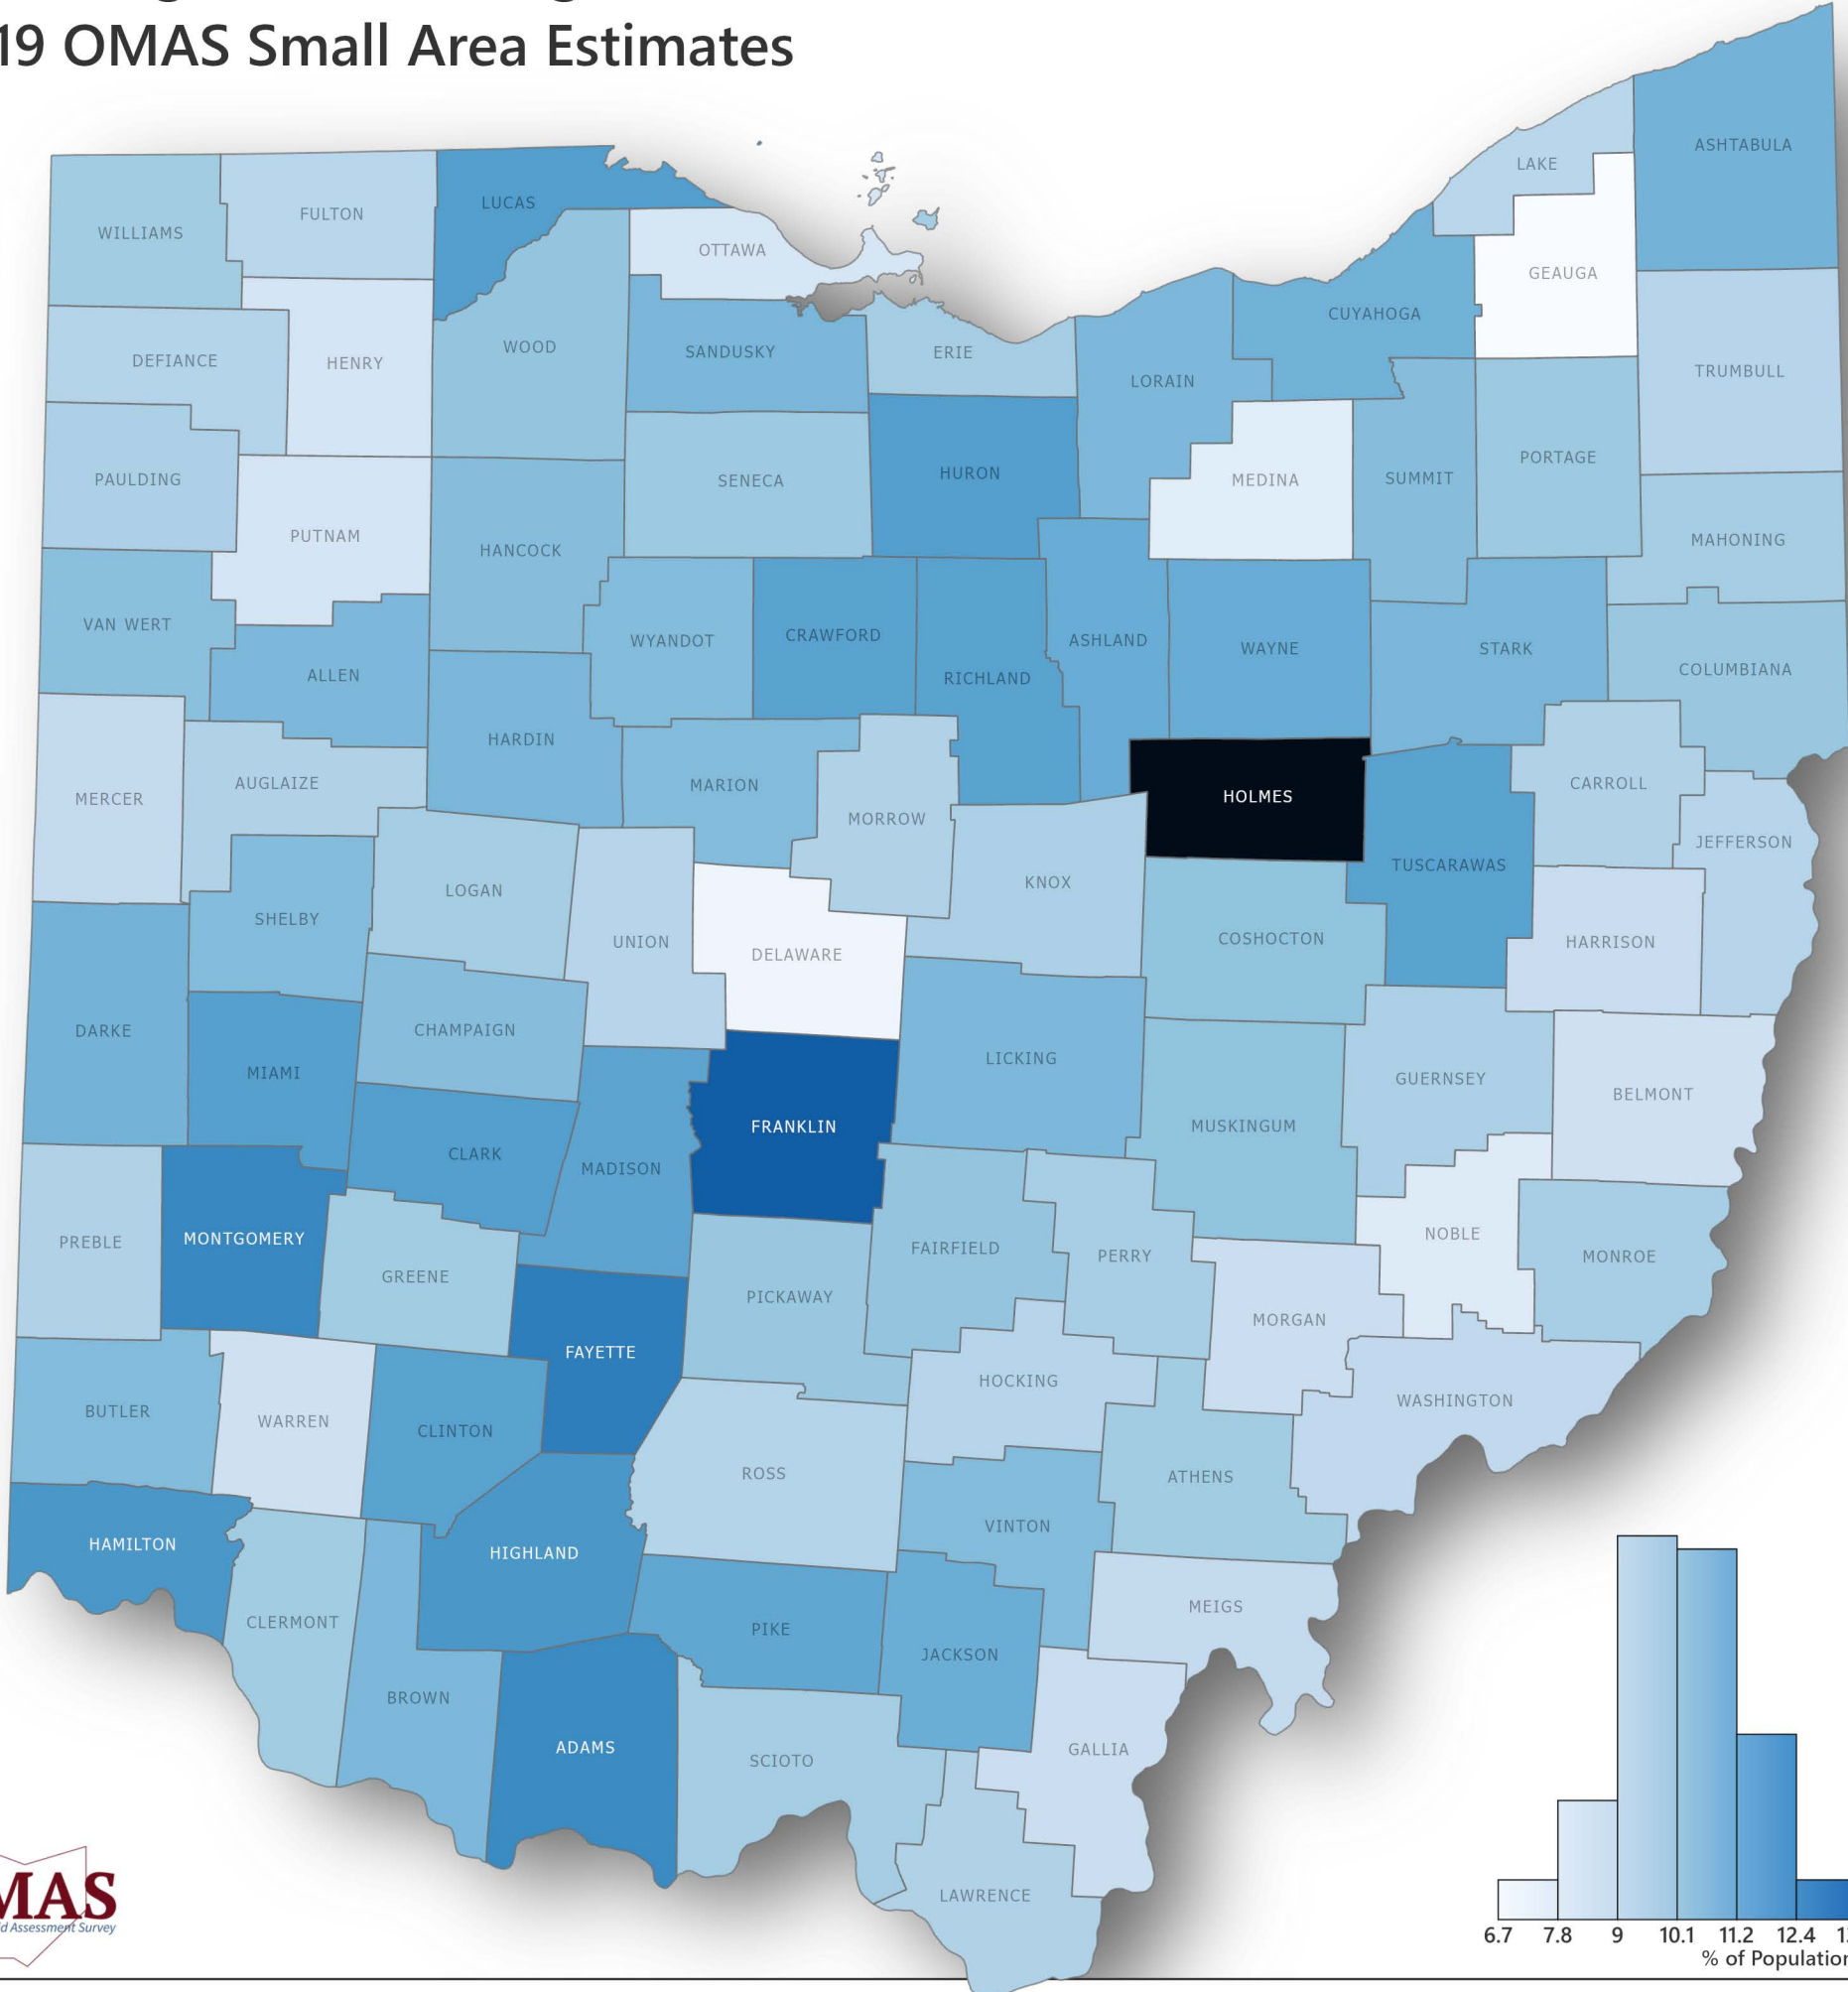 19 OMAS Small Area Estimates
ASHTABULA
LAKE
LUCAS
FULTON
WILLIAMS
OTTAWA
GEAUGA
CUYAHOGA
WOOD
SANDUSKY
ERIE
DEFIANCE
HENRY
TRUMBULL
LORAIN
PORTAGE
HURON
PAULDING
SENECA
MEDINA
SUMMIT
PUTNAM
MAHONING
HANCOCK
VAN WERT
CRAWFORD
WYANDOT
ASHLAND
WAYNE
STARK
COLUMBIANA
ALLEN
RICHLAND
HARDIN
AUGLAIZE
MARION
CARROLL
MERCER
HOLMES
MORROW
JEFFERSON
TUSCARAWAS
KNOX
LOGAN
SHELBY
COSHOCTON
UNION
HARRISON
DELAWARE
DARKE
CHAMPAIGN
LICKING
MIAMI
GUERNSEY
BELMONT
FRANKLIN
MUSKINGUM
CLARK
MADISON
NOBLE
MONTGOMERY
PREBLE
FAIRFIELD
PERRY
MONROE
GREENE
PICKAWAY
MORGAN
FAYETTE
HOCKING
WASHINGTON
BUTLER
WARREN
CLINTON
ROSS
ATHENS
VINTON
HAMILTON
HIGHLAND
MEIGS
CLERMONT
PIKE
JACKSON
BROWN
ADAMS
GALLIA
SCIOTO
LAWRENCE
MAS
d Assessment Survey
6.7 7.8 9 10.1 11.2 12.4
% of Population